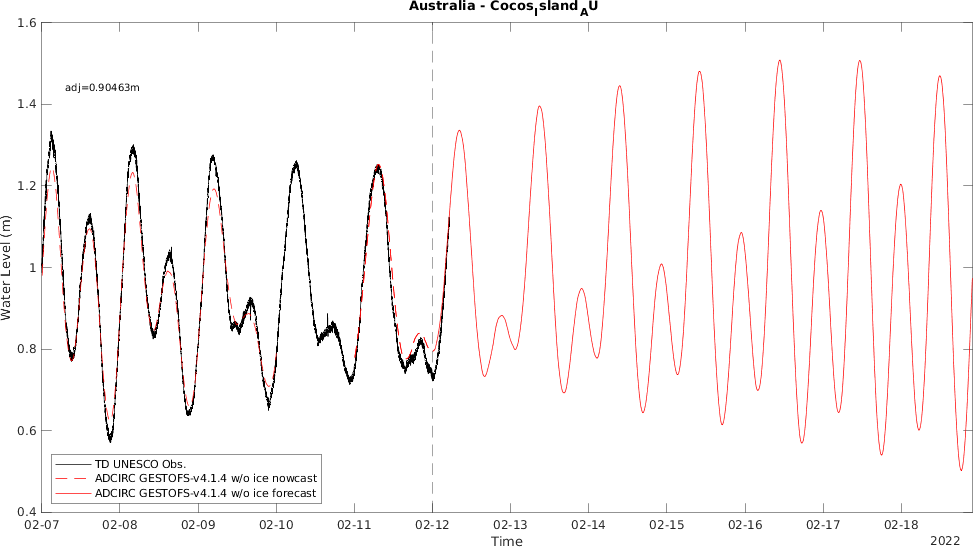 Australia - Cocos_Island_AU
1.6
adj=0.90463m
1.4
1.2
1
0.8
0.6
0.4
Water Level (m)
TD UNESCO Obs.
ADCIRC GESTOFS-v4.1.4 w/o ice nowcast
ADCIRC GESTOFS-v4.1.4 w/o ice forecast
02-07 02-08 02-09 02-10 02-11 02-12 02-13 02-14 02-15 02-16 02-17 02-18
Time
2022